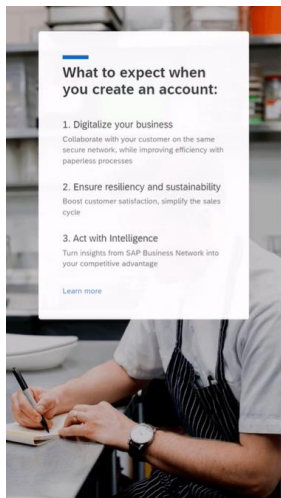 What to expect when
you create an account:
1. Digitalize your business
Collaborate with your customer on the same
secure network, while improving efficiency with
paperless processes
2. Ensure resiliency and sustainability
Boost customer satisfaction, simplify the sales
cycle
3. Act with Intelligence
Turn insights from SAP Business Network into
your competitive advantage
Learn more